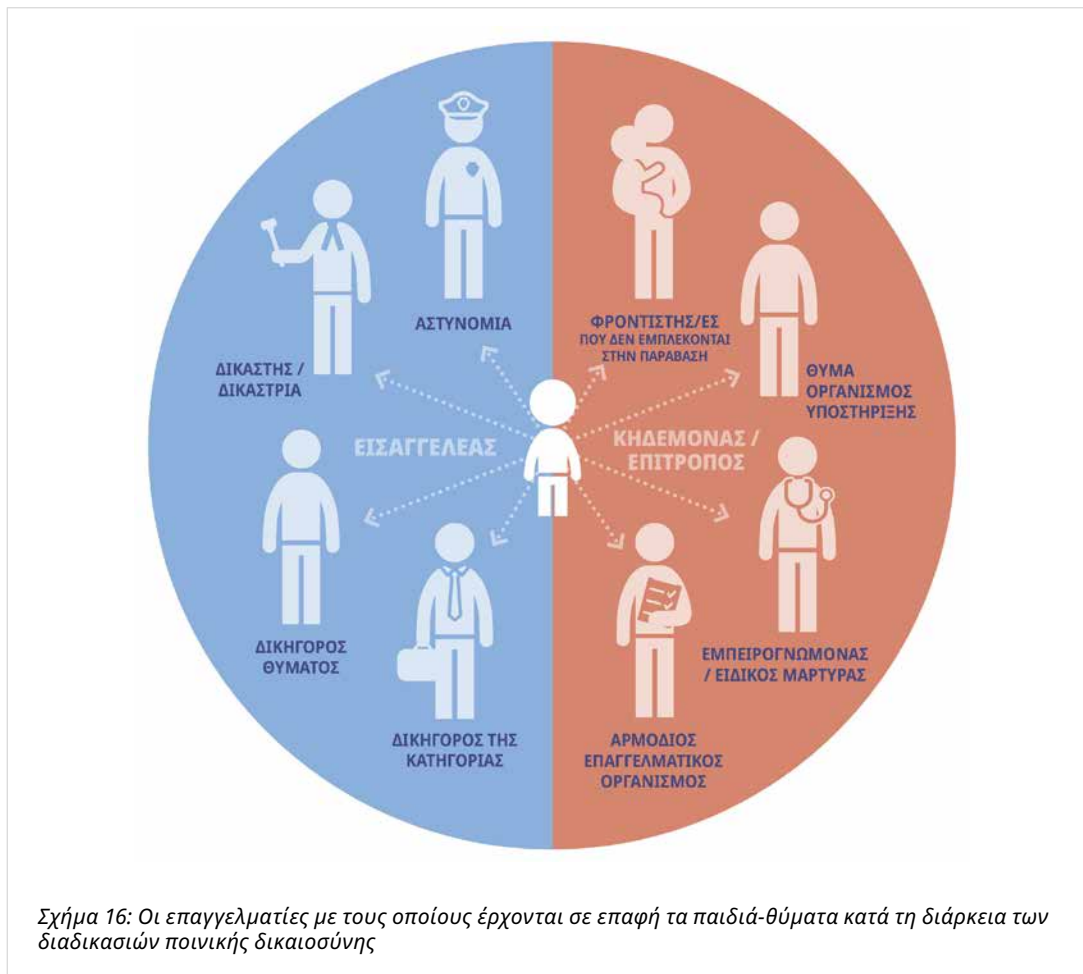 ΑΣΤΥΝΟΜΙΑ
ΔΙΚΑΣΤΗΣ /
ΔΙΚΑΣΤΡΙΑ
ΕΙΣΑΓΓΕΛΕΑΣ
ΔΙΚΗΓΟΡΟΣ
ΘΥΜΑΤΟΣ
ΔΙΚΗΓΟΡΟΣ ΤΗΣ
ΚΑΤΗΓΟΡΙΑΣ
ΦΡΟΝΤΙΣΤΗΣ/ΕΣ
ΠΟΥ ΔΕΝ ΕΜΠΛΕΚΟΝΤΑΙ
ΣΤΗΝ ΠΑΡΑΒΑΣΗ
ΘΥΜΑ
ΟΡΓΑΝΙΣΜΟΣ
ΥΠΟΣΤΗΡΙΞΗΣ
ΚΗΔΕΜΟΝΑΣ /
ΕΠΙΤΡΟΠΟΣ
ΕΜΠΕΙΡΟΓΝΩΜΟΝΑΣ
/ ΕΙΔΙΚΟΣ ΜΑΡΤΥΡΑΣ
ΑΡΜΟΔΙΟΣ
ΕΠΑΓΓΕΛΜΑΤΙΚΟΣ
ΟΡΓΑΝΙΣΜΟΣ
Σχήμα 16: Οι επαγγελματίες με τους οποίους έρχονται σε επαφή τα παιδιά-θύματα κατά τη διάρκεια των
διαδικασιών ποινικής δικαιοσύνης